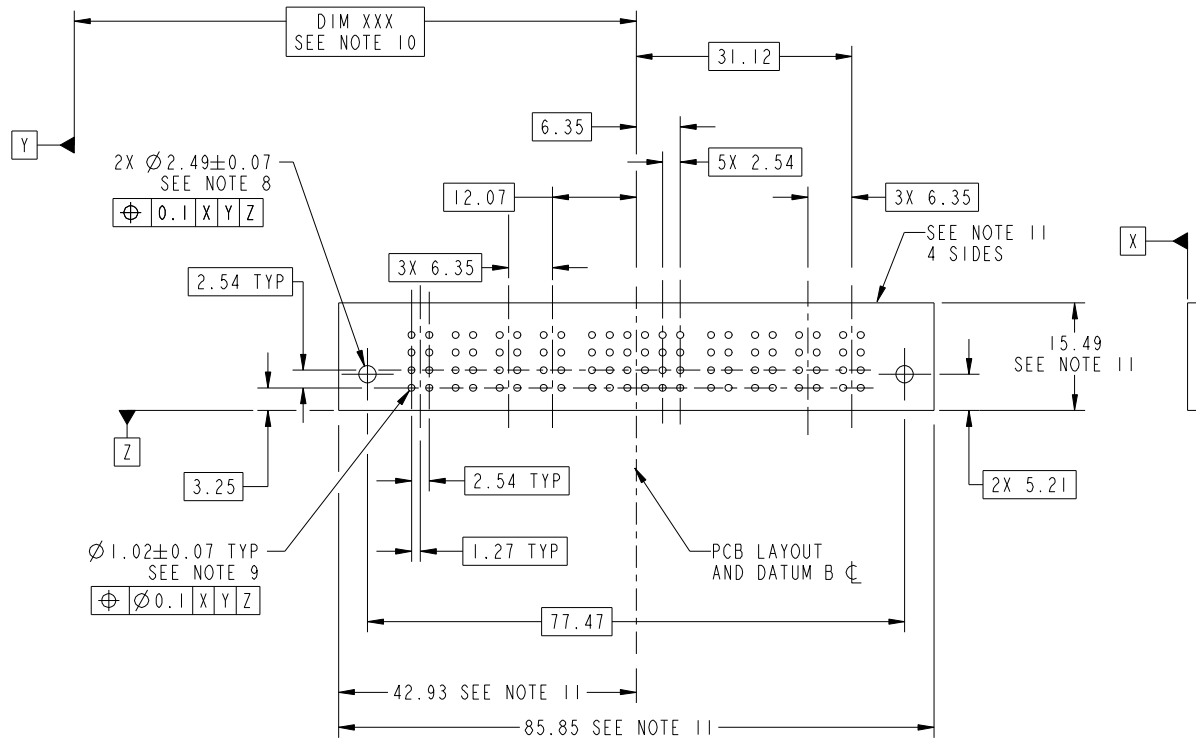 DIM XXX
SEE NOTE 10
31.12
6.35
Y
2X Ø2.49±0.07
SEE NOTE 8
⌖ 0.1 X Y Z
5X 2.54
12.07
3X 6.35
SEE NOTE 11
4 SIDES
X
3X 6.35
2.54 TYP
15.49
SEE NOTE 11
Z
3.25
2.54 TYP
2X 5.21
Ø1.02±0.07 TYP
SEE NOTE 9
⌖ Ø0.1 X Y Z
1.27 TYP
PCB LAYOUT
AND DATUM B ℄
77.47
42.93 SEE NOTE 11
85.85 SEE NOTE 11